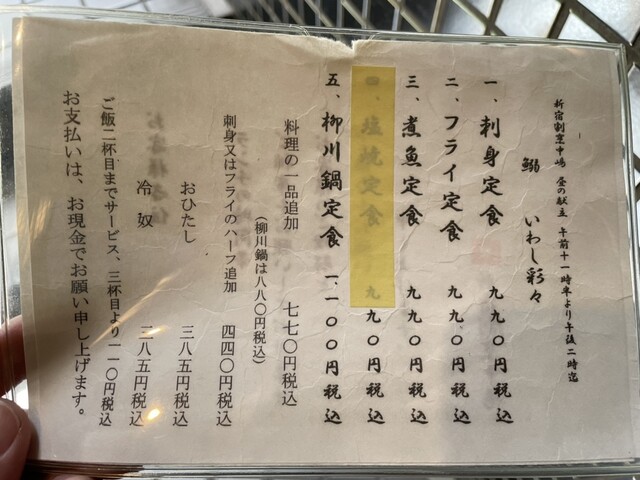 新宿割烹中嶋 昼の献立 午前十一時半より午後二時迄
鰯 いわし彩々
一、刺身定食 九九〇円税込
二、フライ定食 九九〇円税込
三、煮魚定食 九九〇円税込
四、塩焼定食 九九〇円税込
五、柳川鍋定食 一、一〇〇円税込
料理の一品追加 七七〇円税込
(柳川鍋は八八〇円税込)
刺身又はフライのハーフ追加 四四〇円税込
おひたし 三八五円税込
冷奴 二八五円税込
ご飯二杯目までサービス、三杯目より一一〇円税込
お支払いは、お現金でお願い申し上げます。